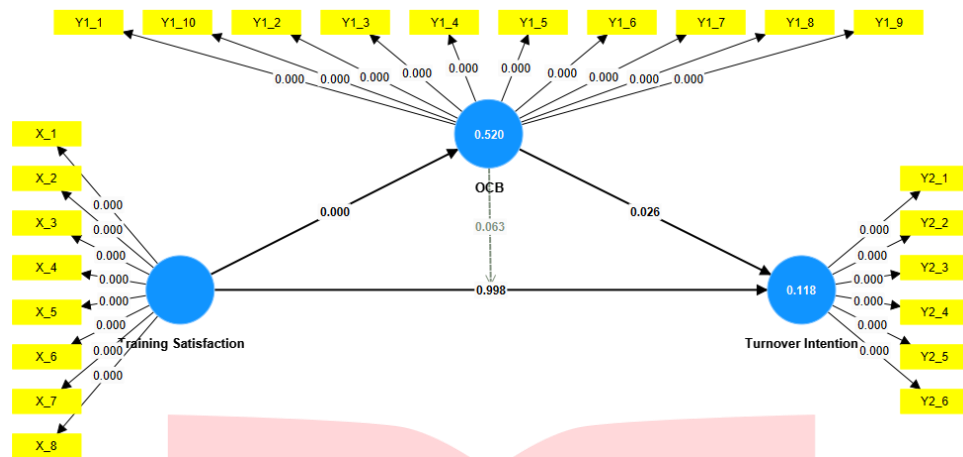 Y1_1 Y1_10 Y1_2 Y1_3 Y1_4 Y1_5 Y1_6 Y1_7 Y1_8 Y1_9
0.000 0.000 0.000 0.000 0.000 0.000 0.000 0.000 0.000 0.000
0.520
OCB
X_1
X_2
X_3
X_4
X_5
X_6
X_7
X_8
0.000
0.000
0.000
0.000
0.000
0.000
0.000
0.000
Training Satisfaction
0.000
0.063
0.026
0.998
0.118
Turnover Intention
0.000
0.000
0.000
0.000
0.000
0.000
Y2_1
Y2_2
Y2_3
Y2_4
Y2_5
Y2_6